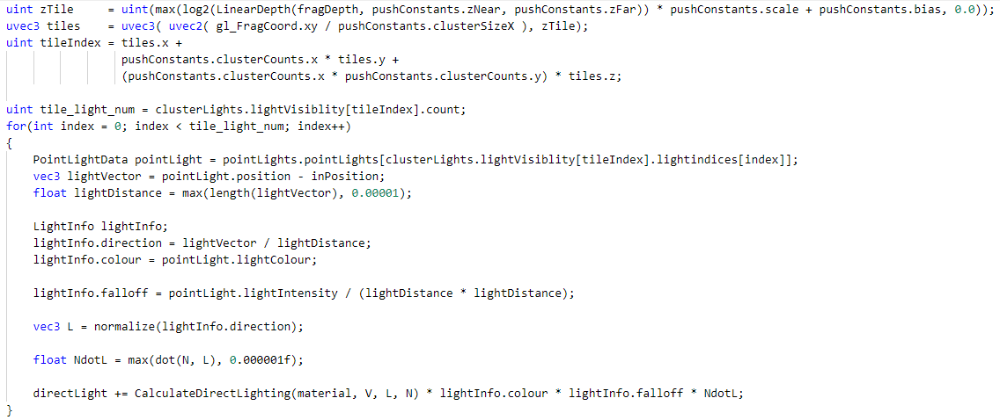 uint zTile     = uint(max(log2(LinearDepth(fragDepth, pushConstants.zNear, pushConstants.zFar)) * pushConstants.scale + pushConstants.bias, 0.0));
uvec3 tiles    = uvec3( uvec2( gl_FragCoord.xy / pushConstants.clusterSizeX ), zTile);
uint tileIndex = tiles.x +
                 pushConstants.clusterCounts.x * tiles.y +
                 (pushConstants.clusterCounts.x * pushConstants.clusterCounts.y) * tiles.z;
uint tile_light_num = clusterLights.lightVisiblity[tileIndex].count;
for(int index = 0; index < tile_light_num; index++)
{
    PointLightData pointLight = pointLights.pointLights[clusterLights.lightVisiblity[tileIndex].lightindices[index]];
    vec3 lightVector = pointLight.position - inPosition;
    float lightDistance = max(length(lightVector), 0.00001);
    LightInfo lightInfo;
    lightInfo.direction = lightVector / lightDistance;
    lightInfo.colour = pointLight.lightColour;
    lightInfo.falloff = pointLight.lightIntensity / (lightDistance * lightDistance);
    vec3 L = normalize(lightInfo.direction);
    float NdotL = max(dot(N, L), 0.000001f);
    directLight += CalculateDirectLighting(material, V, L, N) * lightInfo.colour * lightInfo.falloff * NdotL;
}